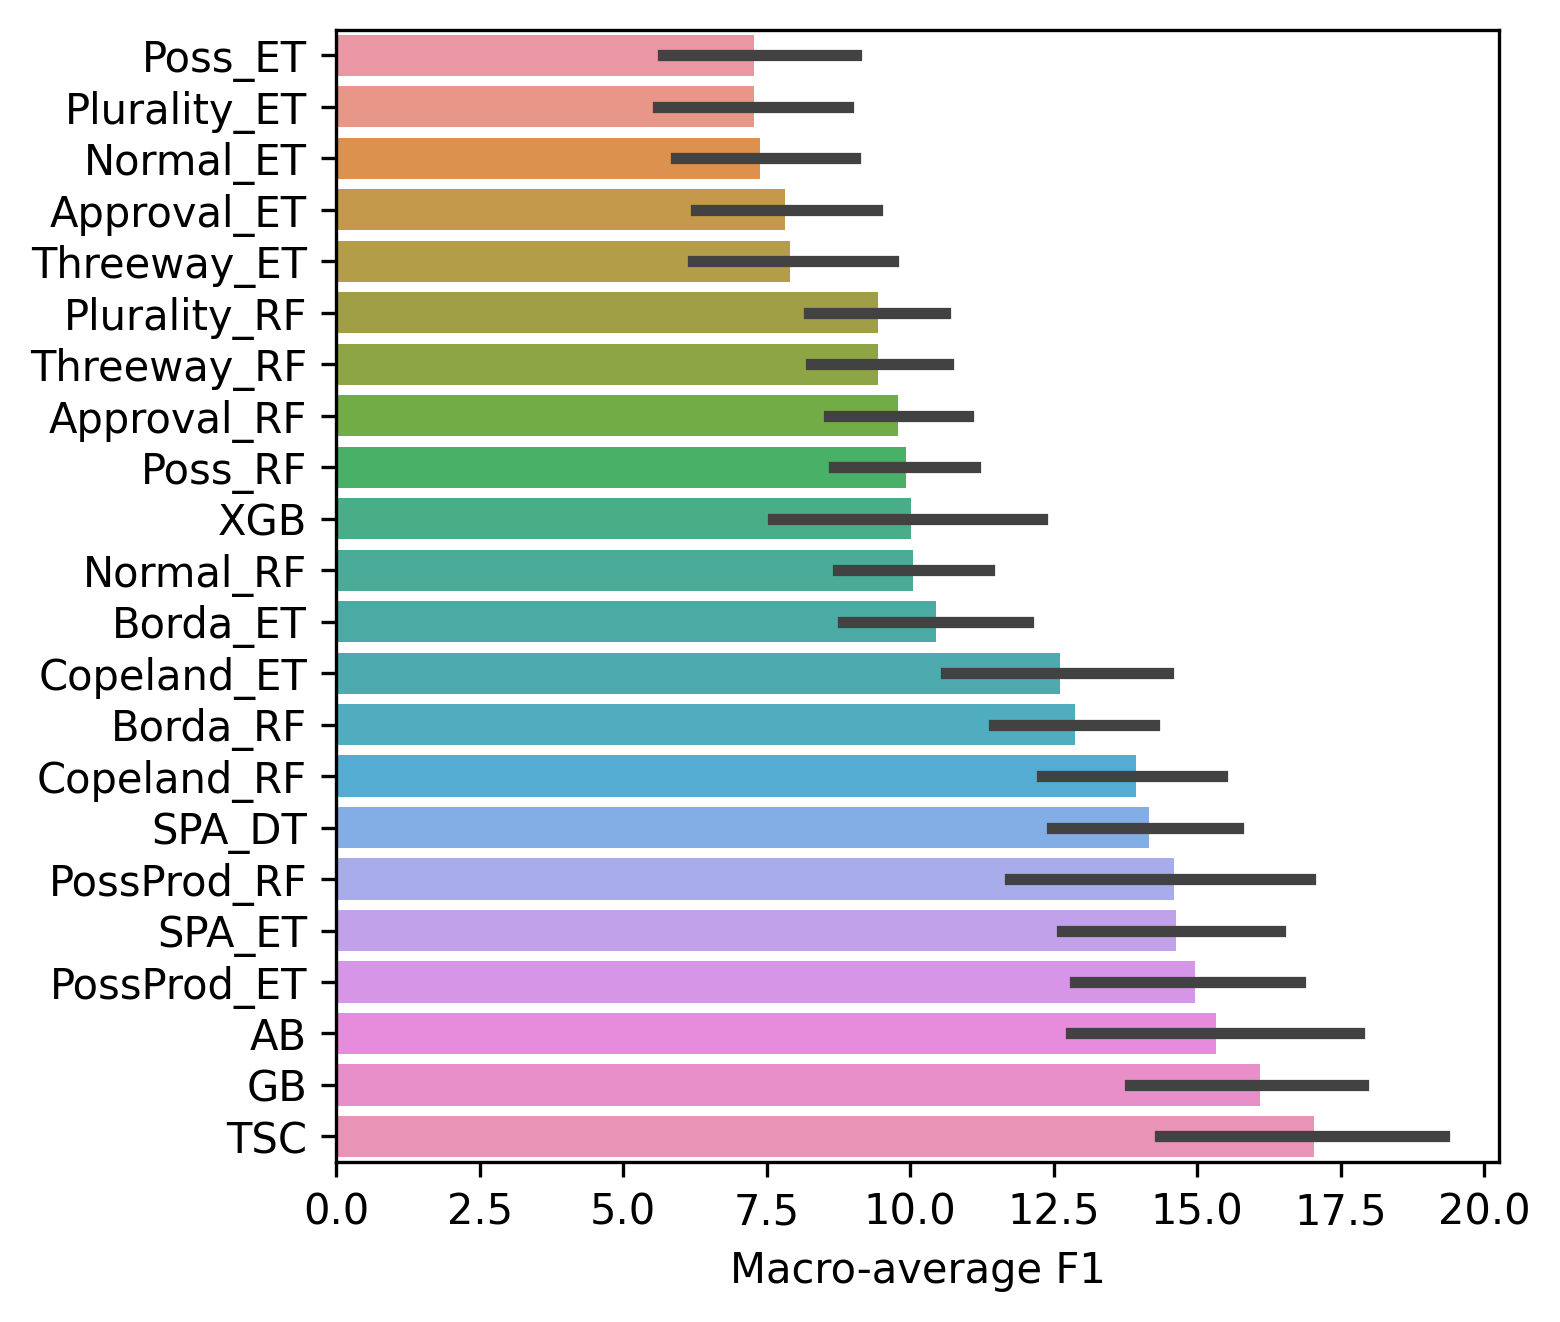 Poss_ET
Plurality_ET
Normal_ET
Approval_ET
Threeway_ET
Plurality_RF
Threeway_RF
Approval_RF
Poss_RF
XGB
Normal_RF
Borda_ET
Copeland_ET
Borda_RF
Copeland_RF
SPA_DT
PossProd_RF
SPA_ET
PossProd_ET
AB
GB
TSC
0.0 2.5 5.0 7.5 10.0 12.5 15.0 17.5 20.0
Macro-average F1